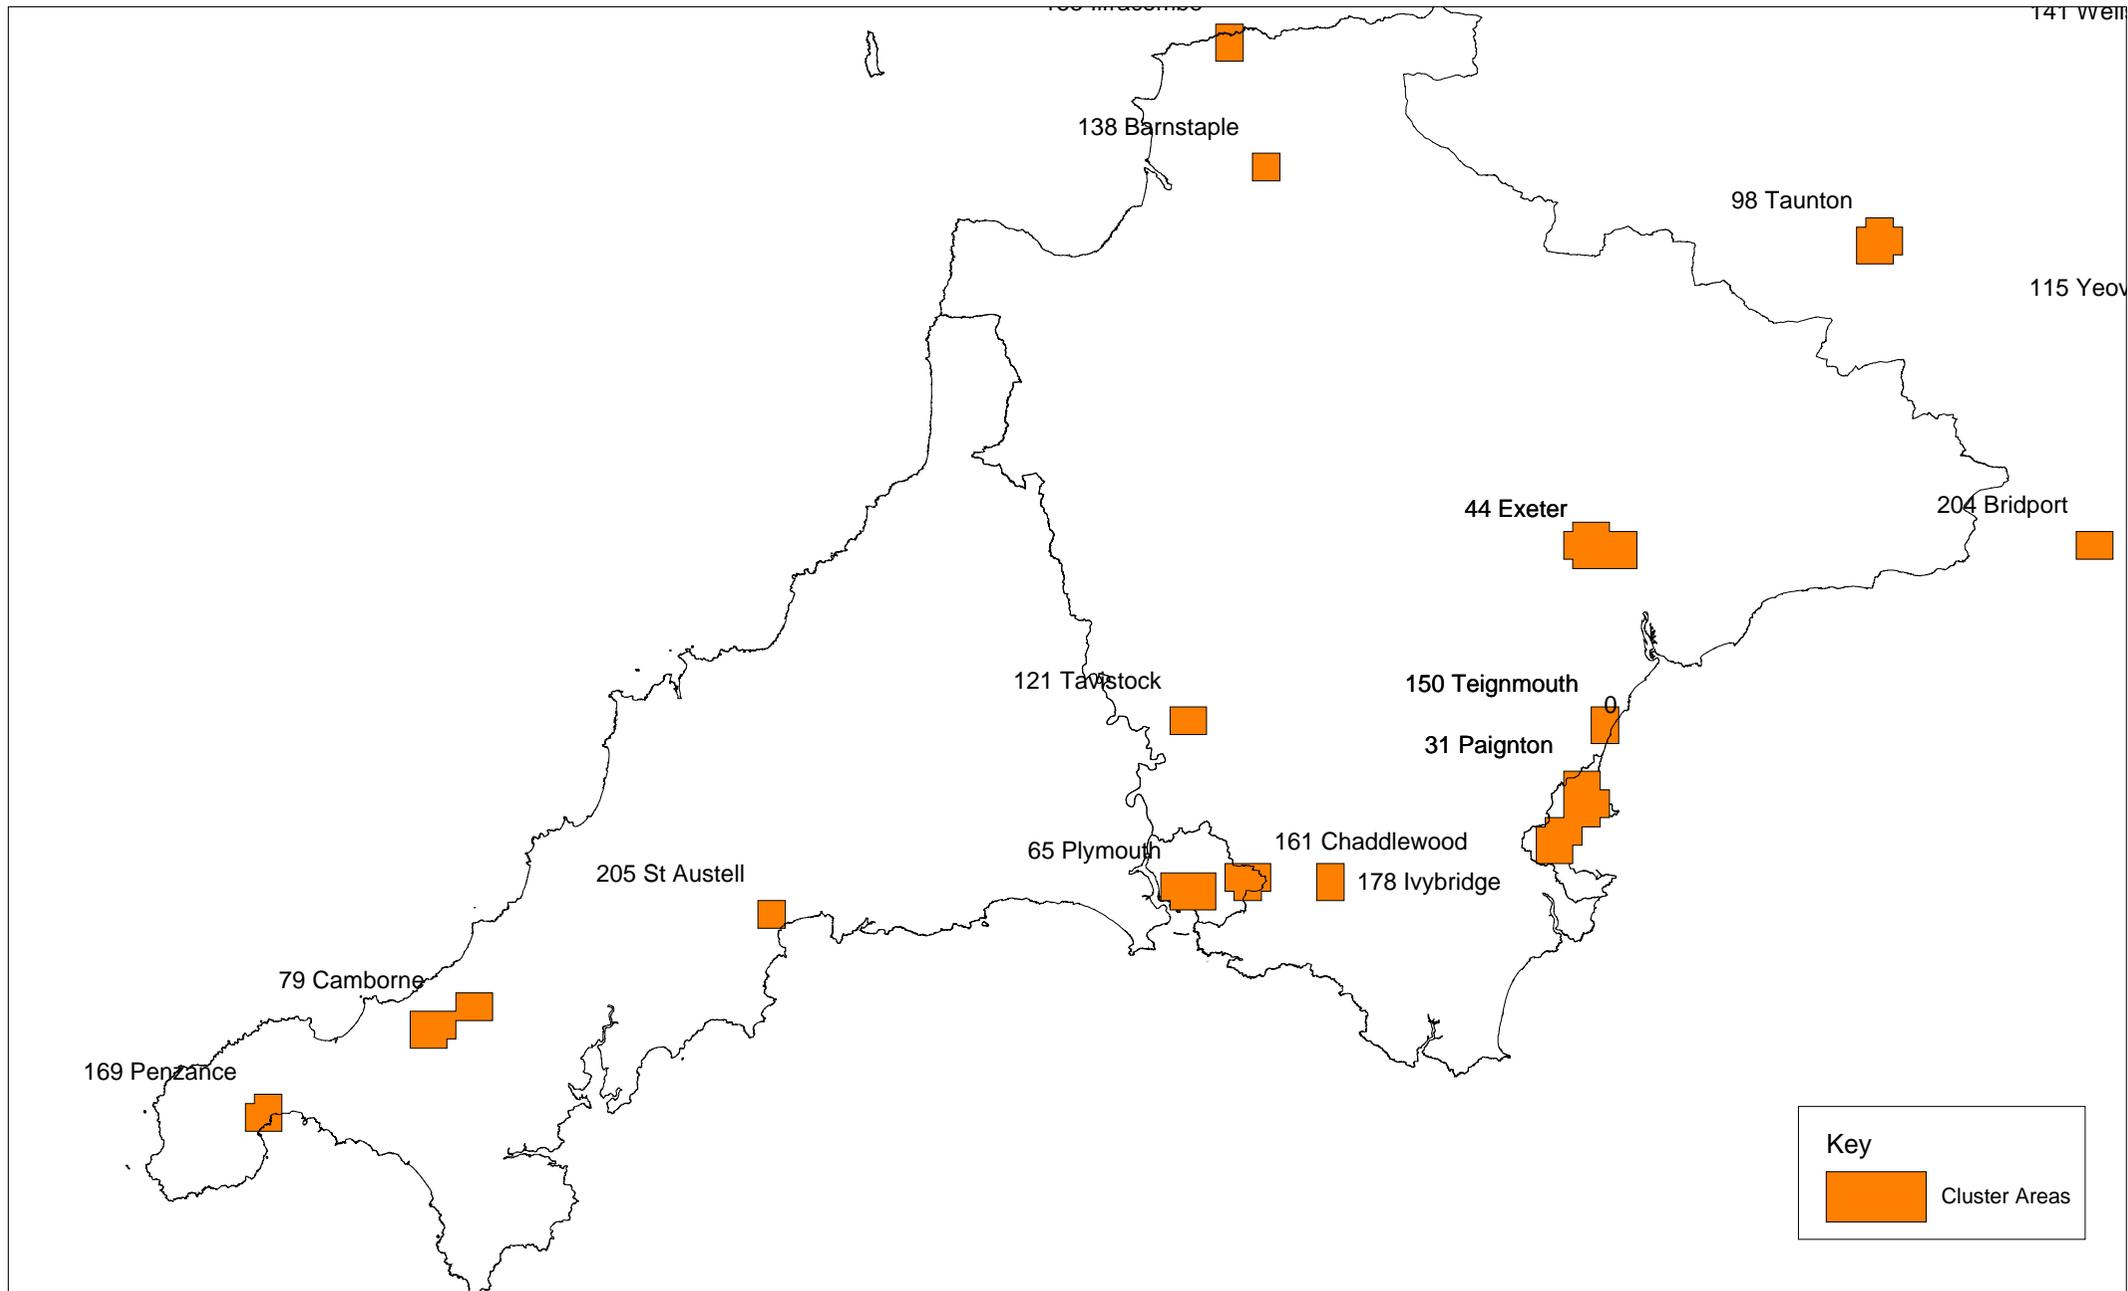 138 Barnstaple
98 Taunton
44 Exeter
204 Bridport
121 Tavistock
150 Teignmouth
0
31 Paignton
161 Chaddlewood
65 Plymouth
178 Ivybridge
205 St Austell
79 Camborne
169 Penzance
Key
Cluster Areas
141
115 Yeov